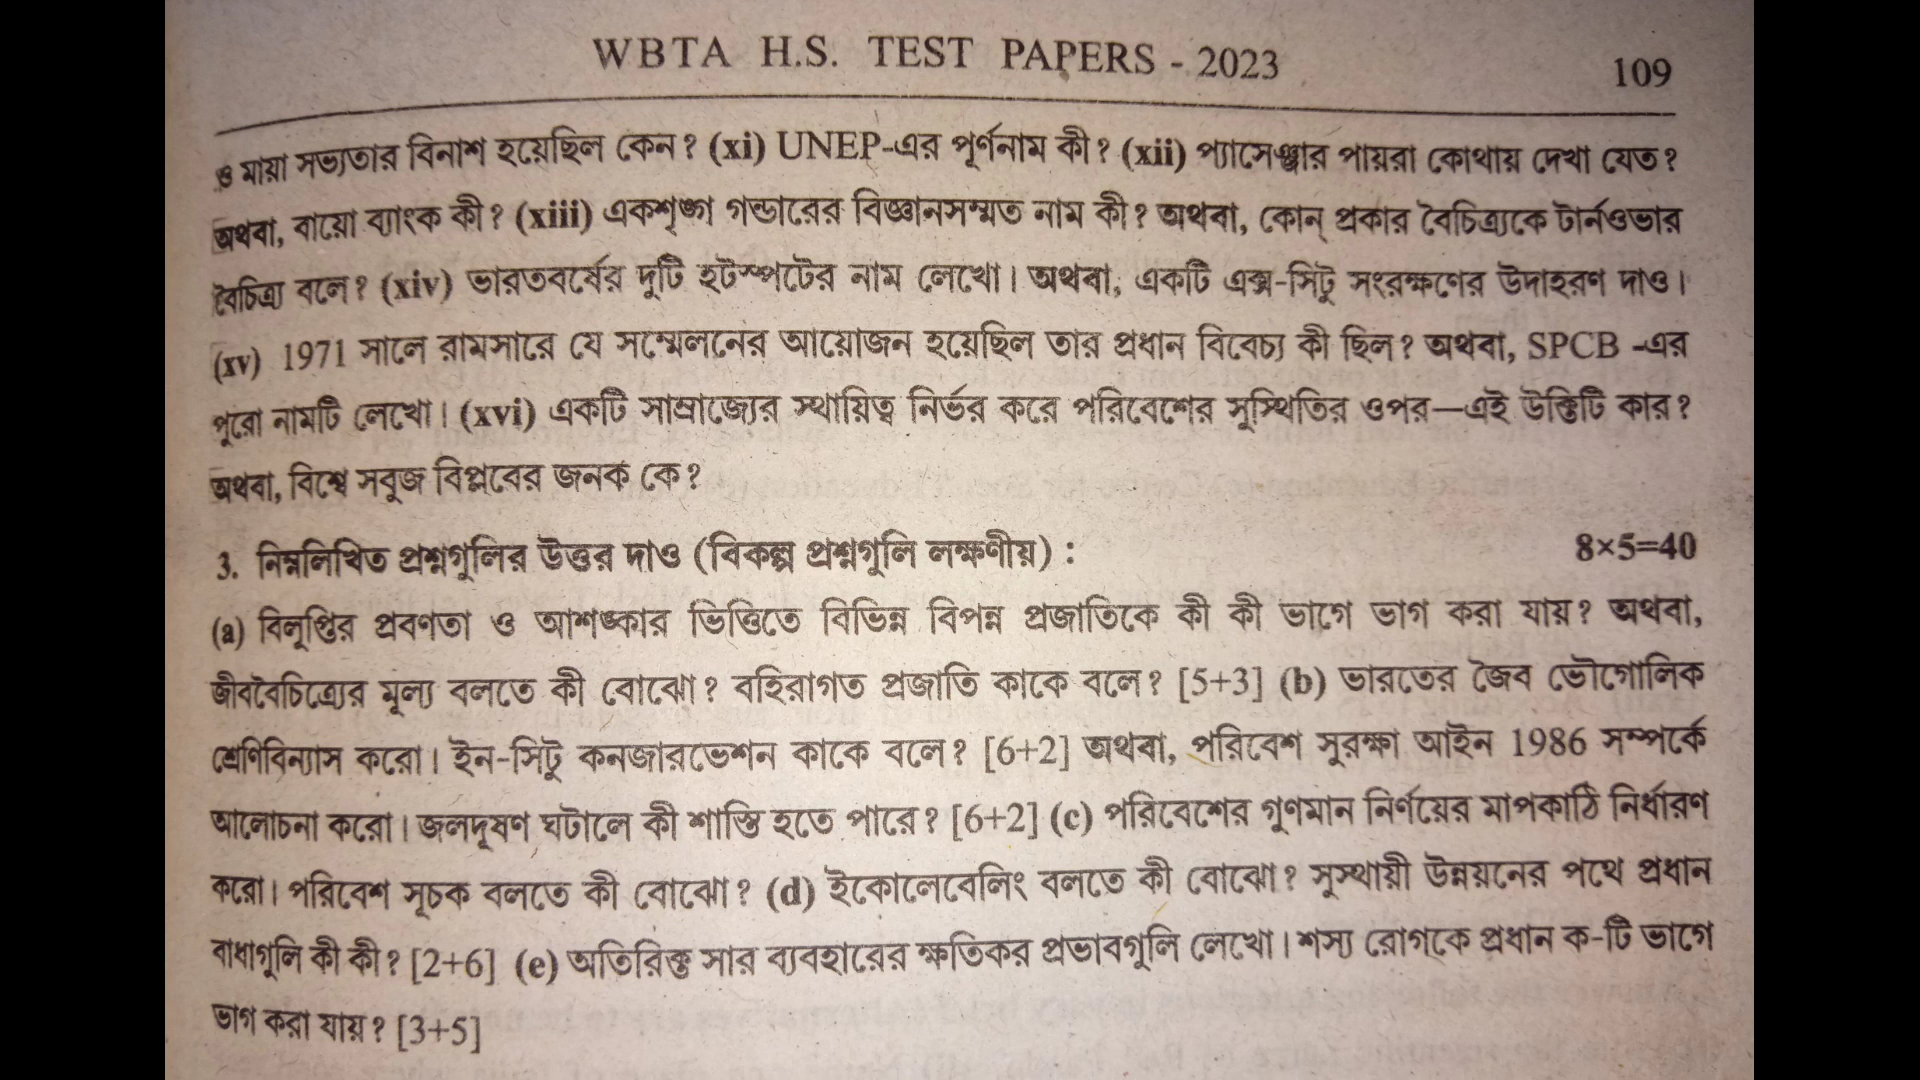 WBTA H.S. TEST PAPERS - 2023 109
ও মায়া সভ্যতার বিনাশ হয়েছিল কেন? (xi) UNEP-এর পূর্ণনাম কী? (xii) প্যাসেঞ্জার পায়রা কোথায় দেখা যেত?
অথবা, বায়ো ব্যাংক কী? (xiii) একশৃঙ্গ গন্ডারের বিজ্ঞানসম্মত নাম কী? অথবা, কোন্ প্রকার বৈচিত্র্যকে টার্নওভার
বৈচিত্র্য বলে? (xiv) ভারতবর্ষের দুটি হটস্পটের নাম লেখো। অথবা, একটি এক্স-সিটু সংরক্ষণের উদাহরণ দাও।
(xv) 1971 সালে রামসারে যে সম্মেলনের আয়োজন হয়েছিল তার প্রধান বিবেচ্য কী ছিল? অথবা, SPCB -এর
পুরো নামটি লেখো। (xvi) একটি সাম্রাজ্যের স্থায়িত্ব নির্ভর করে পরিবেশের সুস্থিতির ওপর—এই উক্তিটি কার?
অথবা, বিশ্বে সবুজ বিপ্লবের জনক কে?
3. নিম্নলিখিত প্রশ্নগুলির উত্তর দাও (বিকল্প প্রশ্নগুলি লক্ষণীয়) : 8×5=40
(a) বিলুপ্তির প্রবণতা ও আশঙ্কার ভিত্তিতে বিভিন্ন বিপন্ন প্রজাতিকে কী কী ভাগে ভাগ করা যায়? অথবা,
জীববৈচিত্র্যের মূল্য বলতে কী বোঝো? বহিরাগত প্রজাতি কাকে বলে? [5+3] (b) ভারতের জৈব ভৌগোলিক
শ্রেণিবিন্যাস করো। ইন-সিটু কনজারভেশন কাকে বলে? [6+2] অথবা, পরিবেশ সুরক্ষা আইন 1986 সম্পর্কে
আলোচনা করো। জলদূষণ ঘটালে কী শাস্তি হতে পারে? [6+2] (c) পরিবেশের গুণমান নির্ণয়ের মাপকাঠি নির্ধারণ
করো। পরিবেশ সূচক বলতে কী বোঝো? (d) ইকোলেবেলিং বলতে কী বোঝো? সুস্থায়ী উন্নয়নের পথে প্রধান
বাধাগুলি কী কী? [2+6] (e) অতিরিক্ত সার ব্যবহারের ক্ষতিকর প্রভাবগুলি লেখো। শস্য রোগকে প্রধান ক-টি ভাগে
ভাগ করা যায়? [3+5]